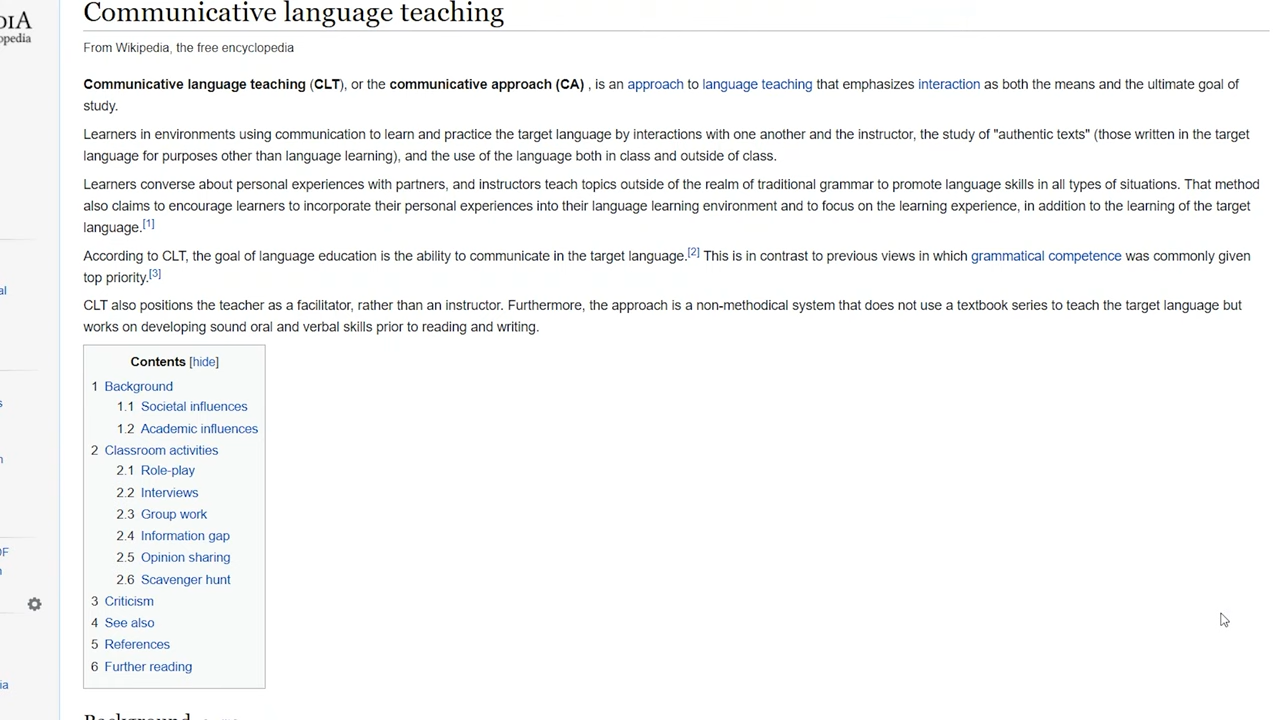 Communicative language teaching
From Wikipedia, the free encyclopedia
Communicative language teaching (CLT), or the communicative approach (CA) , is an approach to language teaching that emphasizes interaction as both the means and the ultimate goal of
study.
Learners in environments using communication to learn and practice the target language by interactions with one another and the instructor, the study of "authentic texts" (those written in the target
language for purposes other than language learning), and the use of the language both in class and outside of class.
Learners converse about personal experiences with partners, and instructors teach topics outside of the realm of traditional grammar to promote language skills in all types of situations. That method
also claims to encourage learners to incorporate their personal experiences into their language learning environment and to focus on the learning experience, in addition to the learning of the target
language.[1]
According to CLT, the goal of language education is the ability to communicate in the target language.[2] This is in contrast to previous views in which grammatical competence was commonly given
top priority.[3]
CLT also positions the teacher as a facilitator, rather than an instructor. Furthermore, the approach is a non-methodical system that does not use a textbook series to teach the target language but
works on developing sound oral and verbal skills prior to reading and writing.
Contents [hide]
1 Background
1.1 Societal influences
1.2 Academic influences
2 Classroom activities
2.1 Role-play
2.2 Interviews
2.3 Group work
2.4 Information gap
2.5 Opinion sharing
2.6 Scavenger hunt
3 Criticism
4 See also
5 References
6 Further reading
Background